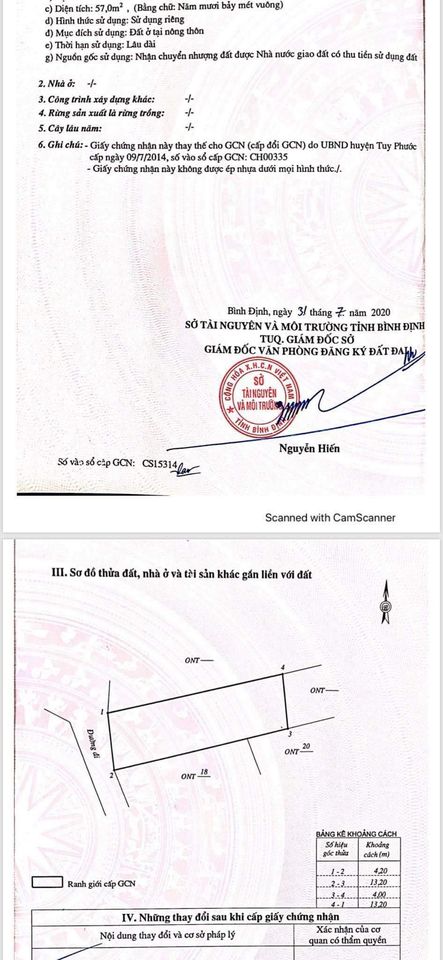 c) Diện tích: 57,0m², (Bằng chữ: Năm mươi bảy mét vuông)
d) Hình thức sử dụng: Sử dụng riêng
đ) Mục đích sử dụng: Đất ở tại nông thôn
e) Thời hạn sử dụng: Lâu dài
g) Nguồn gốc sử dụng: Nhận chuyển nhượng đất được Nhà nước giao đất có thu tiền sử dụng đất
2. Nhà ở: -/-
3. Công trình xây dựng khác: -/-
4. Rừng sản xuất là rừng trồng: -/-
5. Cây lâu năm: -/-
6. Ghi chú: - Giấy chứng nhận này thay thế cho GCN (cấp đổi GCN) do UBND huyện Tuy Phước
cấp ngày 09/7/2014, số vào sổ cấp GCN: CH00335
- Giấy chứng nhận này không được ép nhựa dưới mọi hình thức./.
Bình Định, ngày 31 tháng 7 năm 2020
SỞ TÀI NGUYÊN VÀ MÔI TRƯỜNG TỈNH BÌNH ĐỊNH
TUQ. GIÁM ĐỐC SỞ
GIÁM ĐỐC VĂN PHÒNG ĐĂNG KÝ ĐẤT ĐAI
CỘNG HÒA X.H.C.N VIỆT NAM
SỞ
TÀI NGUYÊN
VÀ MÔI TRƯỜNG
TỈNH BÌNH ĐỊNH
Nguyễn Hiến
Số vào sổ cấp GCN: CS15314
Scanned with CamScanner
III. Sơ đồ thửa đất, nhà ở và tài sản khác gắn liền với đất
ONT
4
ONT
1
Đường đi
3
ONT 20
2
ONT 18
BẢNG KÊ KHOẢNG CÁCH
Số hiệu góc thửa Khoảng cách (m)
1 - 2 4,20
2 - 3 13,20
3 - 4 4,00
4 - 1 13,20
Ranh giới cấp GCN
IV. Những thay đổi sau khi cấp giấy chứng nhận
Nội dung thay đổi và cơ sở pháp lý Xác nhận của cơ quan có thẩm quyền